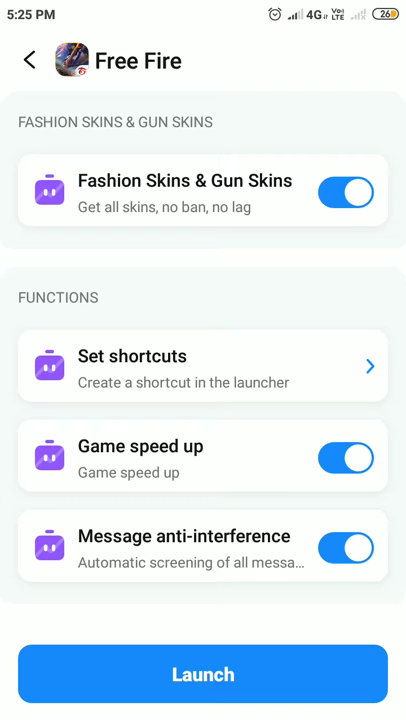 5:25 PM 4G Vo) LTE 26
Free Fire
FASHION SKINS & GUN SKINS
Fashion Skins & Gun Skins
Get all skins, no ban, no lag
FUNCTIONS
Set shortcuts
Create a shortcut in the launcher
Game speed up
Game speed up
Message anti-interference
Automatic screening of all messa...
Launch